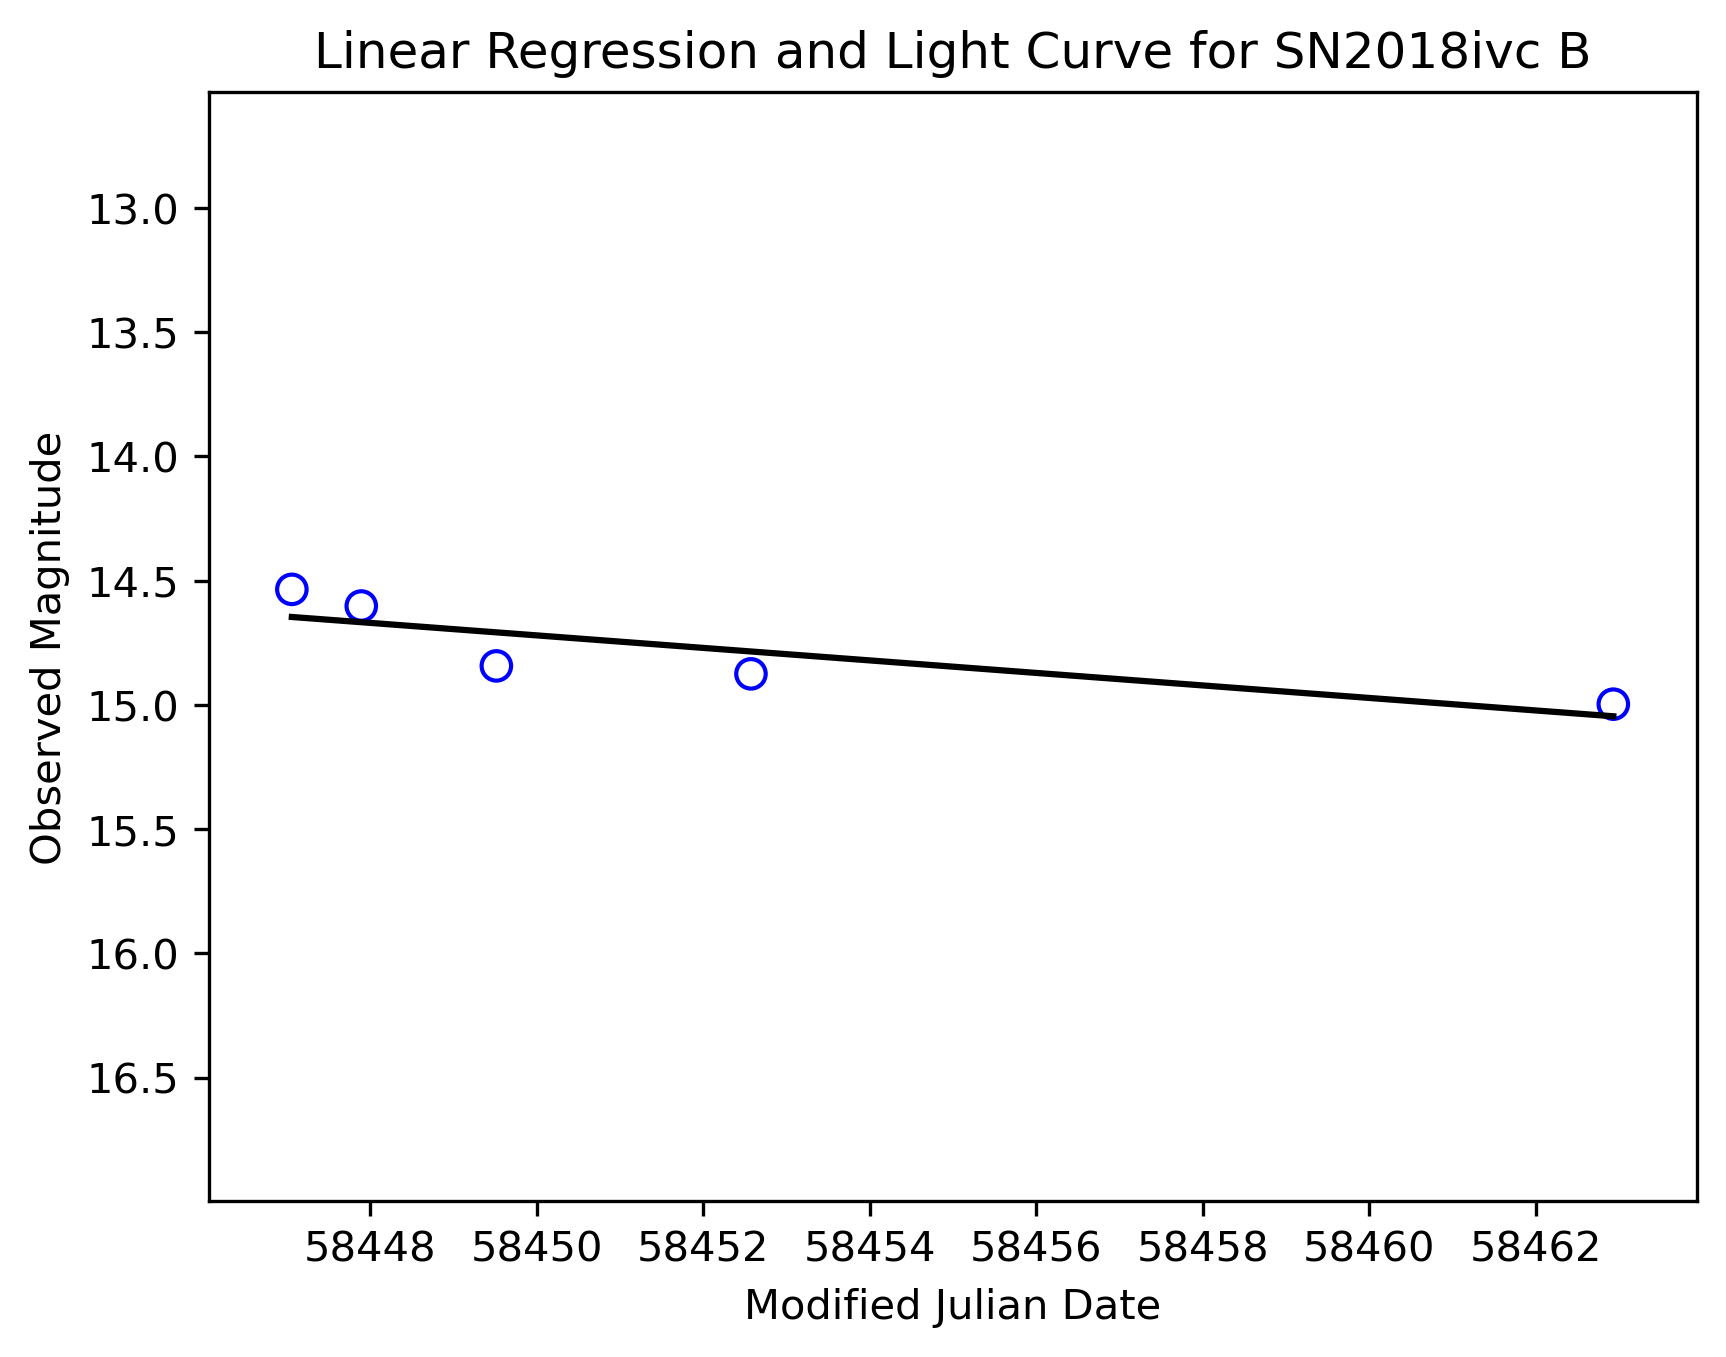 Linear Regression and Light Curve for SN2018ivc B
13.0
13.5
14.0
14.5
15.0
15.5
16.0
16.5
Observed Magnitude
58448 58450 58452 58454 58456 58458 58460 58462
Modified Julian Date